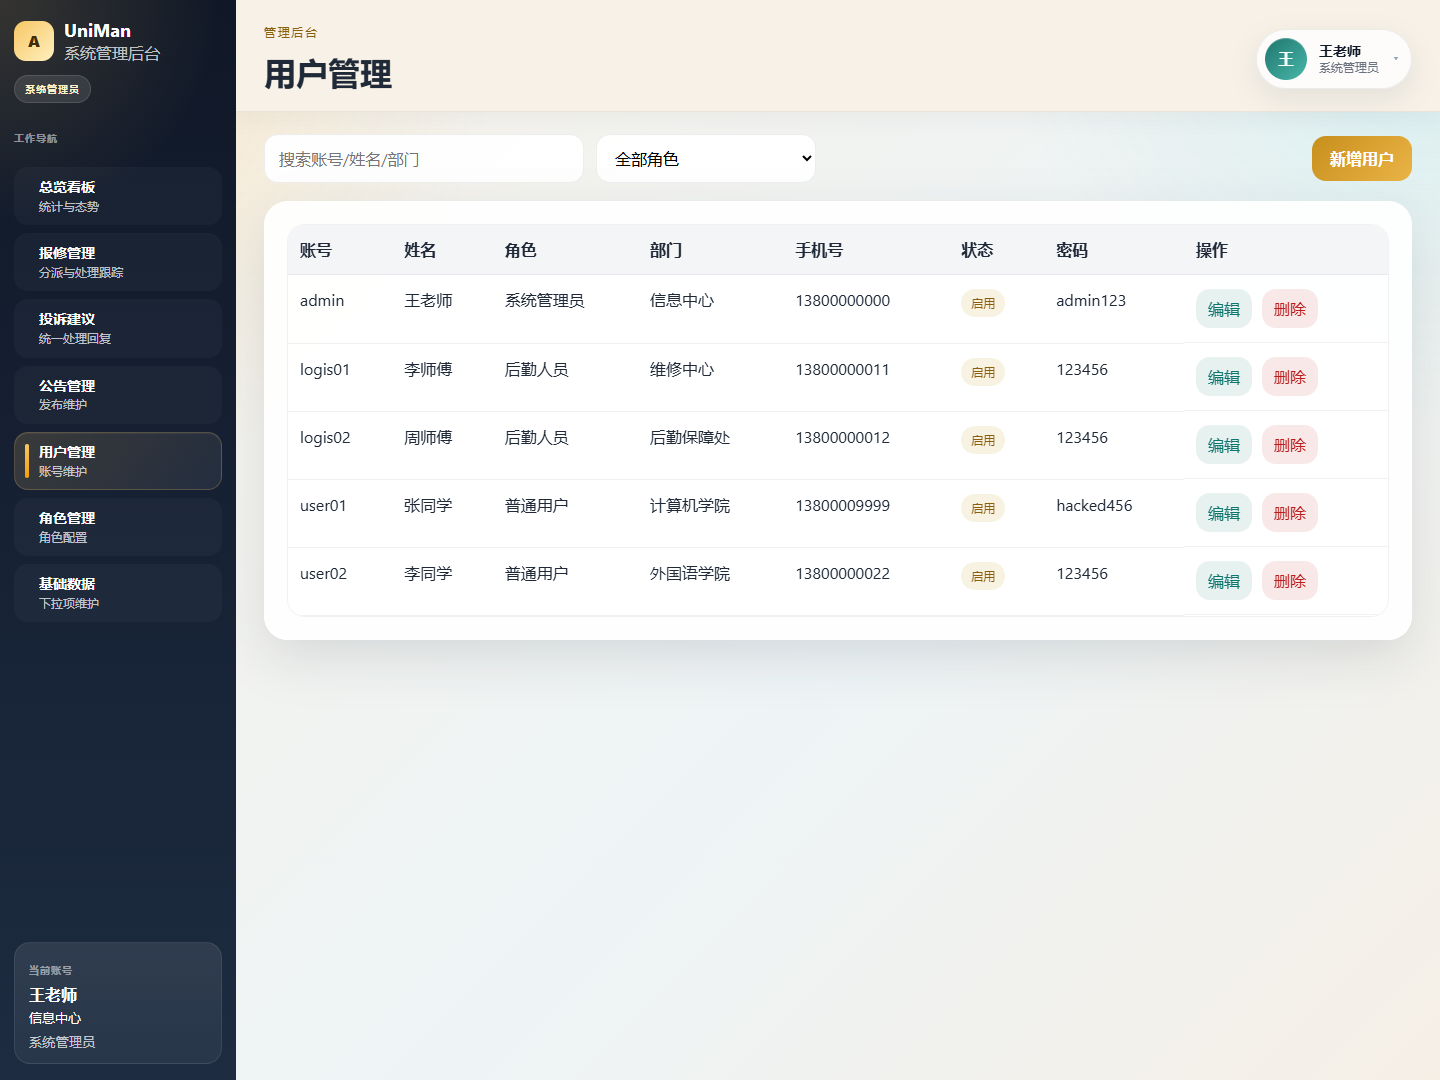 A
UniMan
系统管理后台
系统管理员
工作导航
总览看板
统计与态势
报修管理
分派与处理跟踪
投诉建议
统一处理回复
公告管理
发布维护
用户管理
账号维护
角色管理
角色配置
基础数据
下拉项维护
当前账号
王老师
信息中心
系统管理员
管理后台
用户管理
王
王老师
系统管理员
搜索账号/姓名/部门
全部角色
新增用户
账号 姓名 角色 部门 手机号 状态 密码 操作
admin 王老师 系统管理员 信息中心 13800000000 启用 admin123 编辑 删除
logis01 李师傅 后勤人员 维修中心 13800000011 启用 123456 编辑 删除
logis02 周师傅 后勤人员 后勤保障处 13800000012 启用 123456 编辑 删除
user01 张同学 普通用户 计算机学院 13800009999 启用 hacked456 编辑 删除
user02 李同学 普通用户 外国语学院 13800000022 启用 123456 编辑 删除